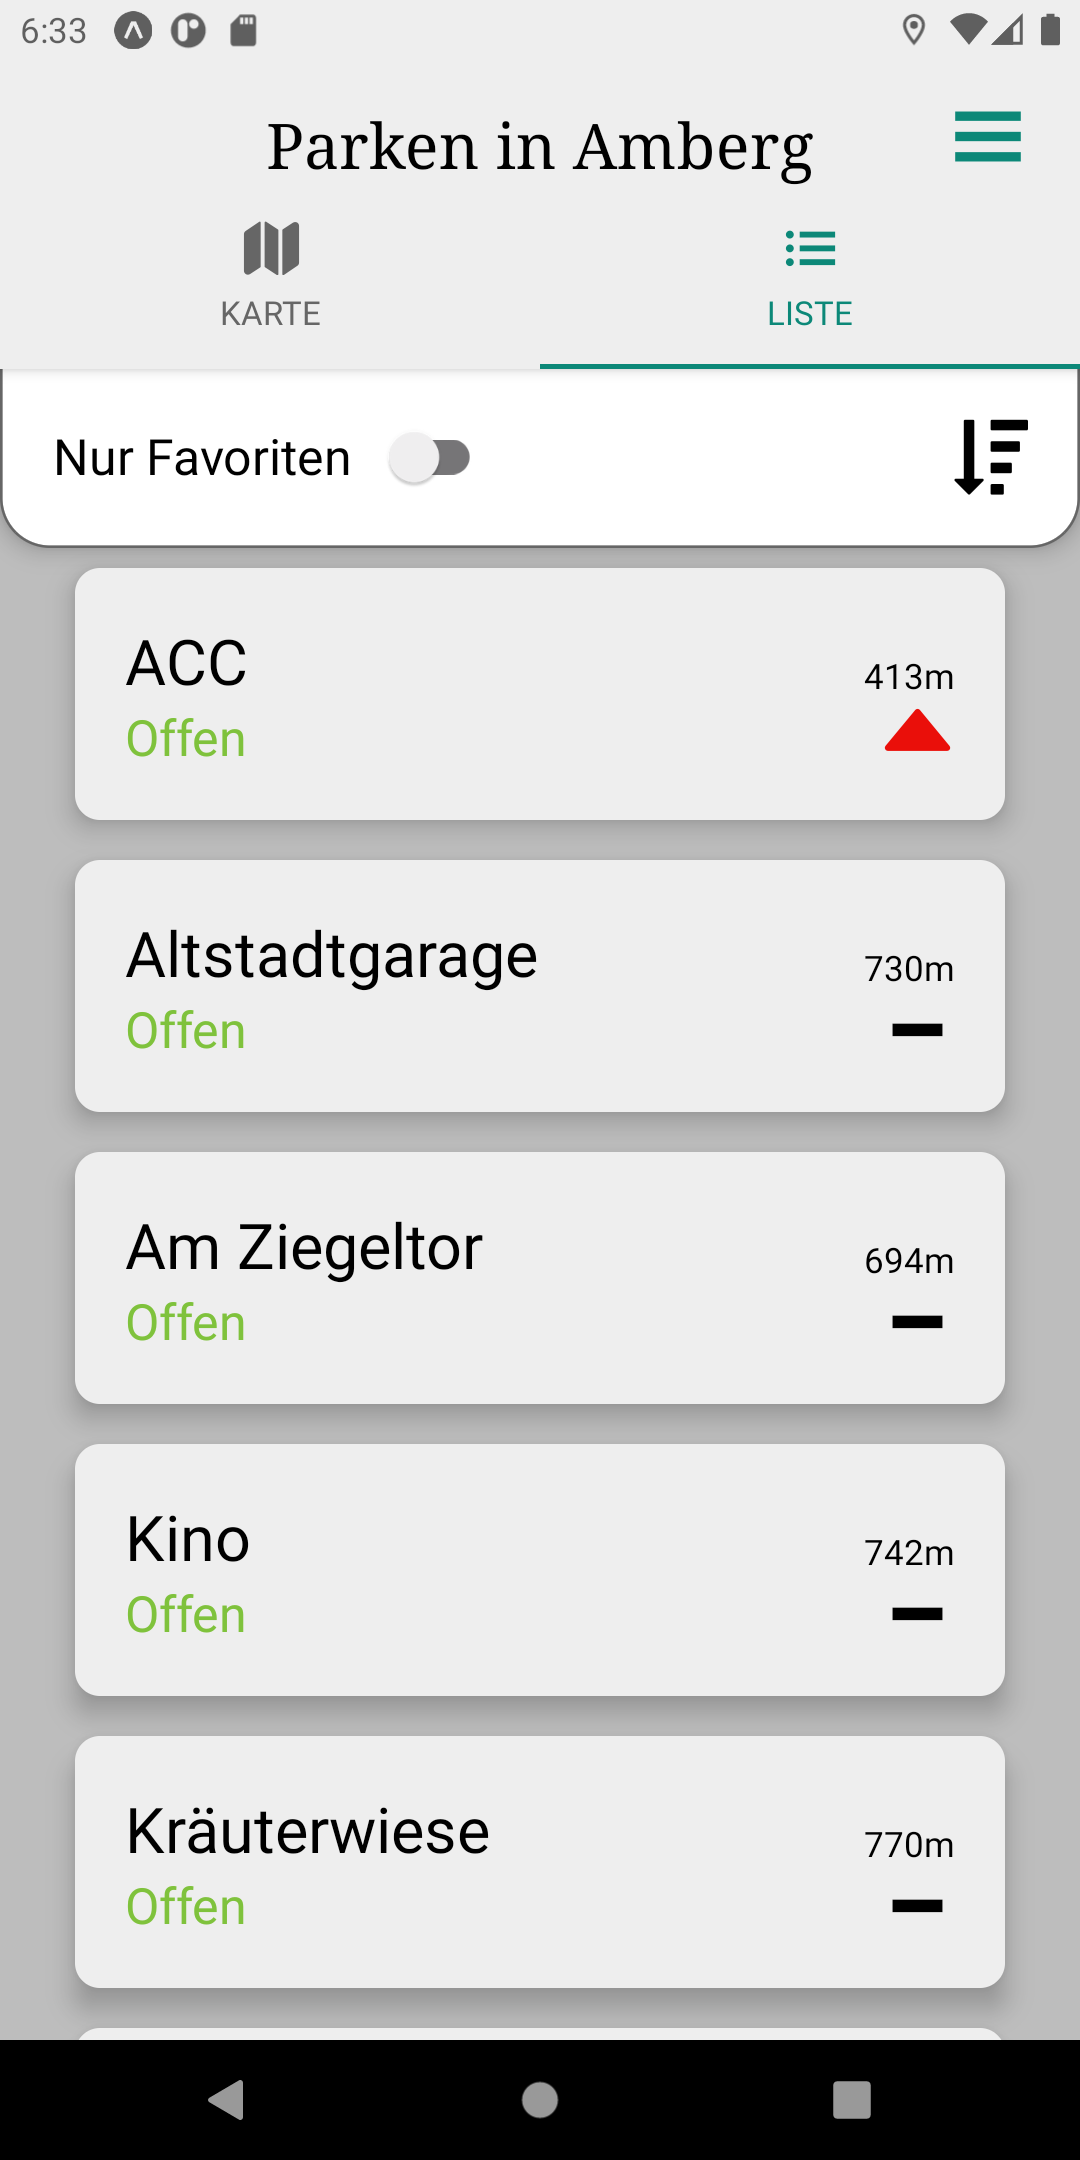 6:33
Parken in Amberg
KARTE
LISTE
Nur Favoriten
ACC
413m
Offen
Altstadtgarage
730m
Offen
Am Ziegeltor
694m
Offen
Kino
742m
Offen
Kräuterwiese
770m
Offen